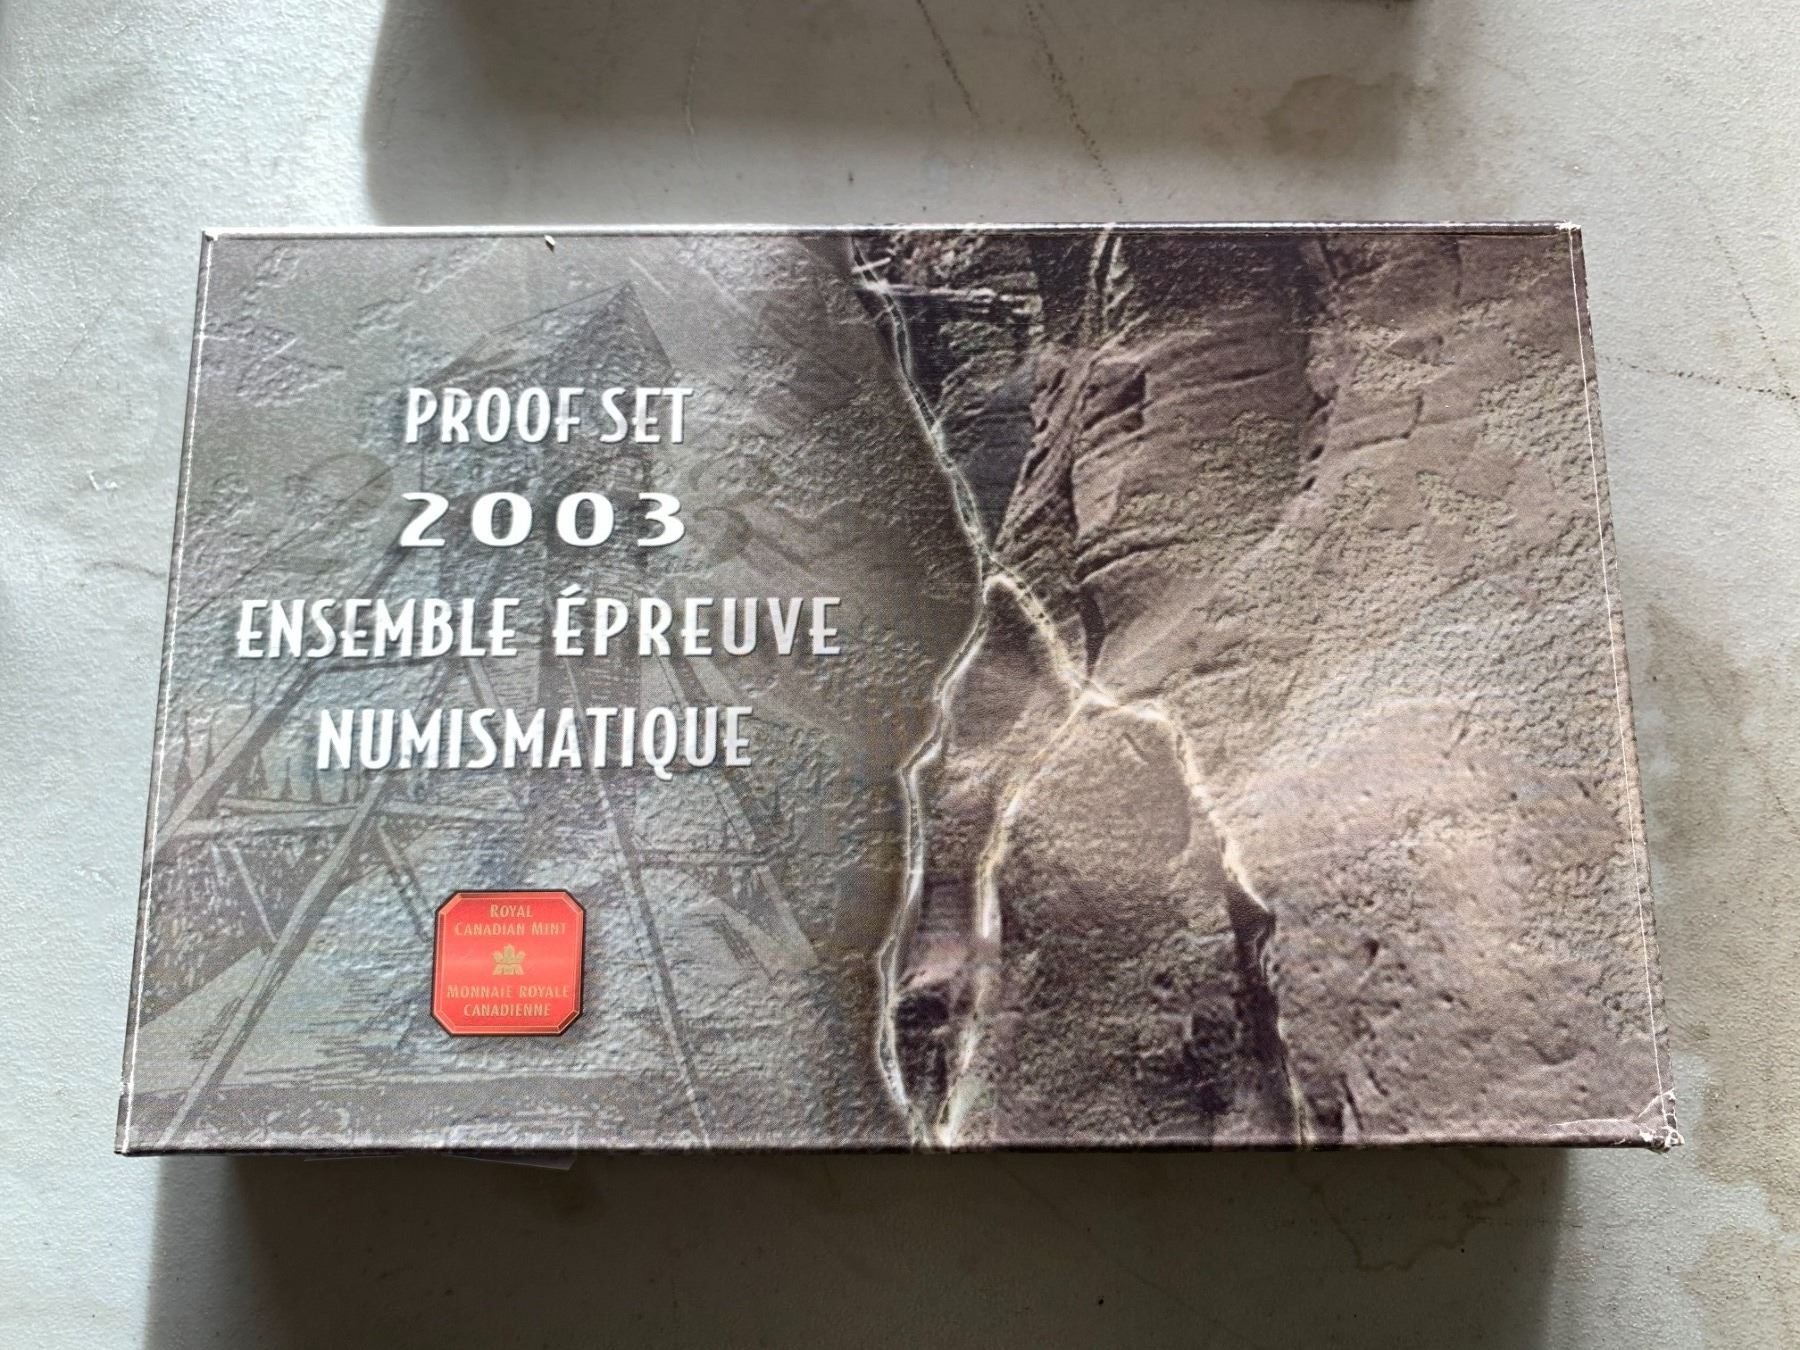 PROOF SET
2003
ENSEMBLE ÉPREUVE
NUMISMATIQUE
ROYAL
CANADIAN MINT
MONNAIE ROYALE
CANADIENNE